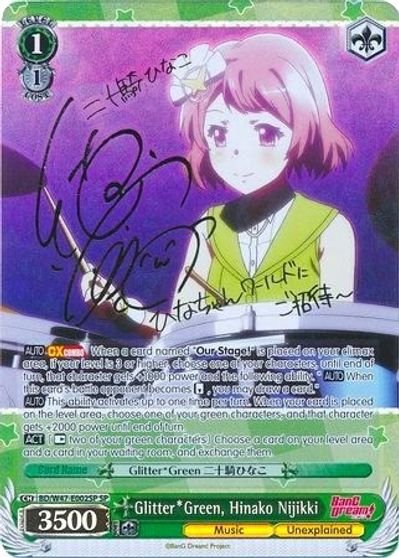 LEVEL
1
1
COST
二十騎ひなこ
ひなちゃんワールドに
ご招待〜
AUTO CX COMBO When a card named "Our Stage!" is placed on your climax
area, if your level is 3 or higher, choose one of your characters, until end of
turn, that character gets +1000 power and the following ability. "AUTO When
this card's battle opponent becomes, you may draw a card."
AUTO This ability activates up to one time per turn. When your card is placed
on the level area, choose one of your green characters, and that character gets
+2000 power until end of turn.
ACT [two of your green characters] Choose a card on your level area
and a card in your waiting room, and exchange them.
Card Name Glitter*Green 二十騎ひなこ
CH BD/W47-E002SP SP
Glitter*Green, Hinako Nijikki
BanG Dream!
3500
Music Unexplained
©BanG Dream! Project